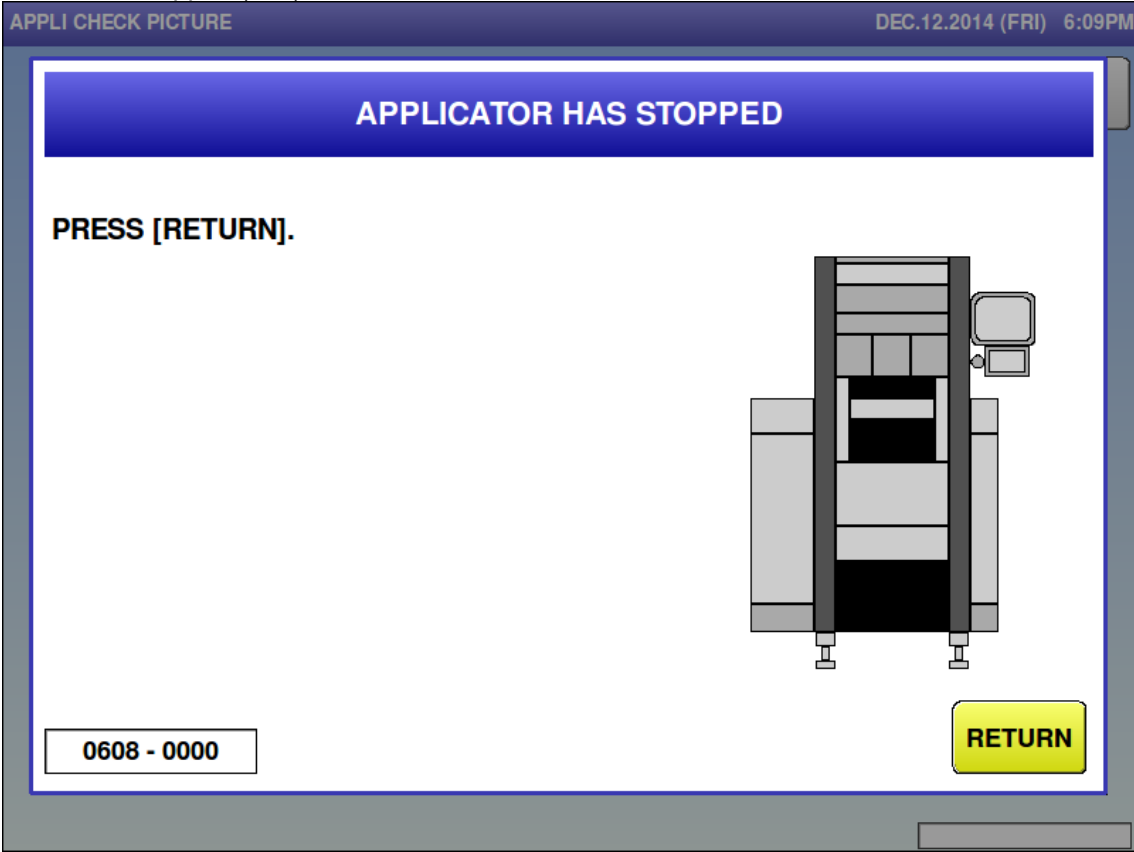 APPLI CHECK PICTURE
DEC.12.2014 (FRI) 6:09PM
APPLICATOR HAS STOPPED
PRESS [RETURN].
0608 - 0000
RETURN